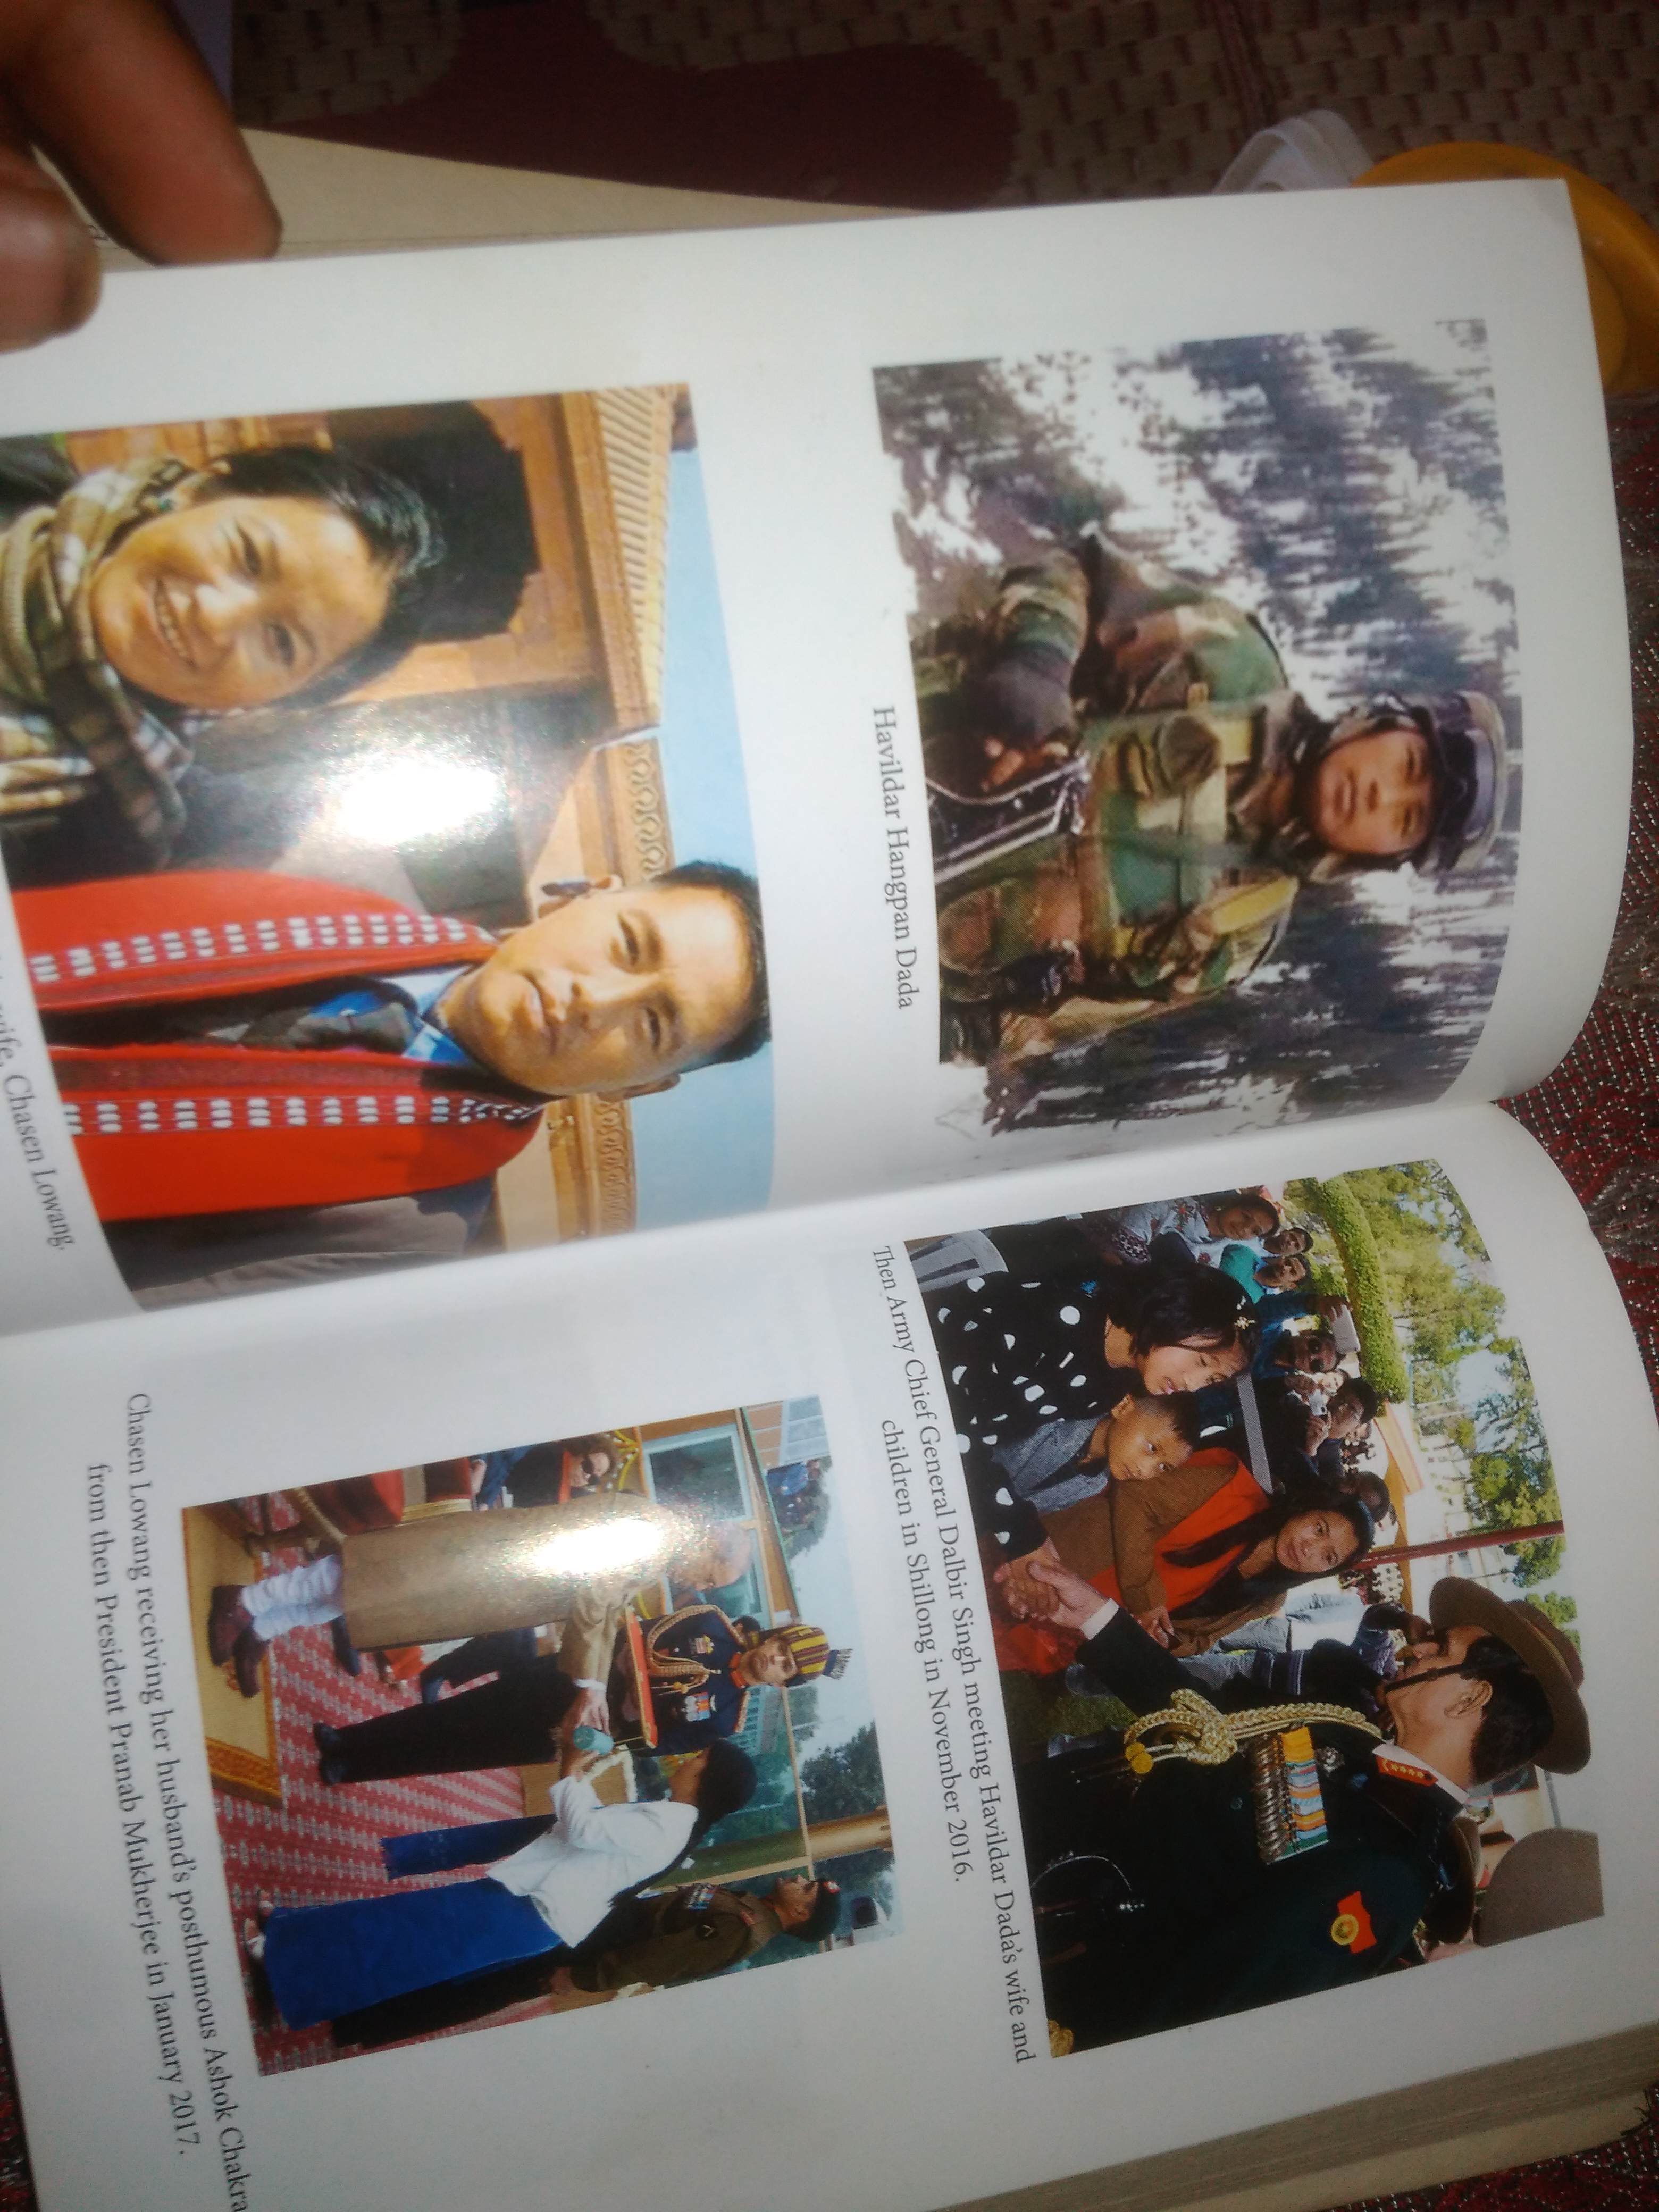 Havildar Hangpan Dada
wife, Chasen Lowang.
Then Army Chief General Dalbir Singh meeting Havildar Dada's wife and
children in Shillong in November 2016.
Chasen Lowang receiving her husband's posthumous Ashok Chakra
from then President Pranab Mukherjee in January 2017.